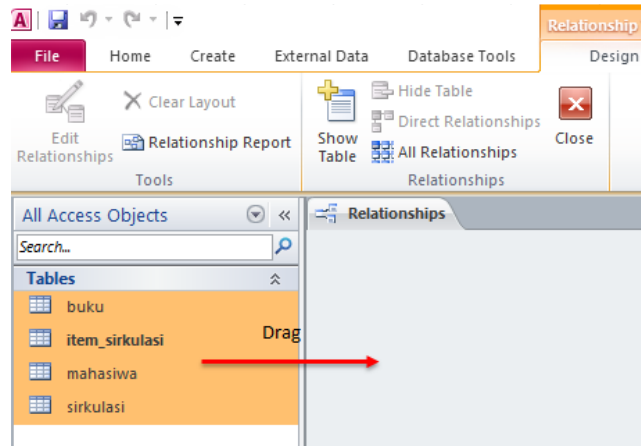 A
Relationship
File Home Create External Data Database Tools Design
Clear Layout
Edit Relationships
Relationship Report
Tools
Show Table
Hide Table
Direct Relationships
All Relationships
Close
Relationships
All Access Objects
Relationships
Search...
Tables
buku
item_sirkulasi
Drag
mahasiwa
sirkulasi